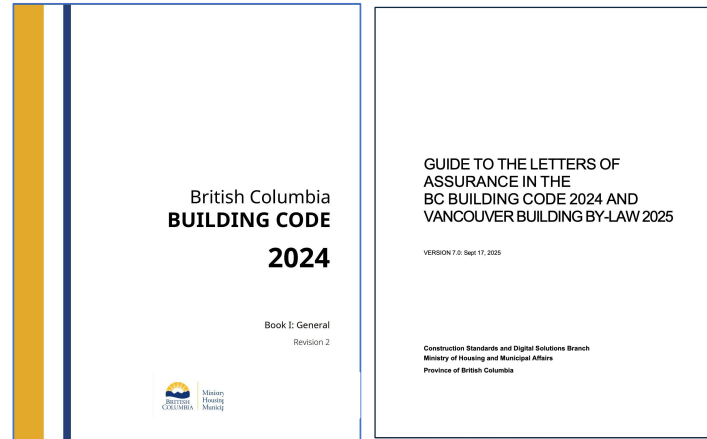 British Columbia
BUILDING CODE
2024
Book I: General
Revision 2
BRITISH
COLUMBIA
Ministry
Housing
GUIDE TO THE LETTERS OF
ASSURANCE IN THE
BC BUILDING CODE 2024 AND
VANCOUVER BUILDING BY-LAW 2025
VERSION 7.0: Sept 17, 2025
Construction Standards and Digital Solutions Branch
Ministry of Housing and Municipal Affairs
Province of British Columbia